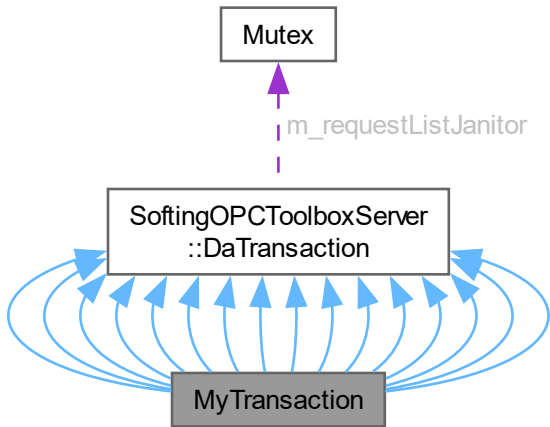 Mutex
m_requestListJanitor
SoftingOPCToolboxServer
::DaTransaction
MyTransaction